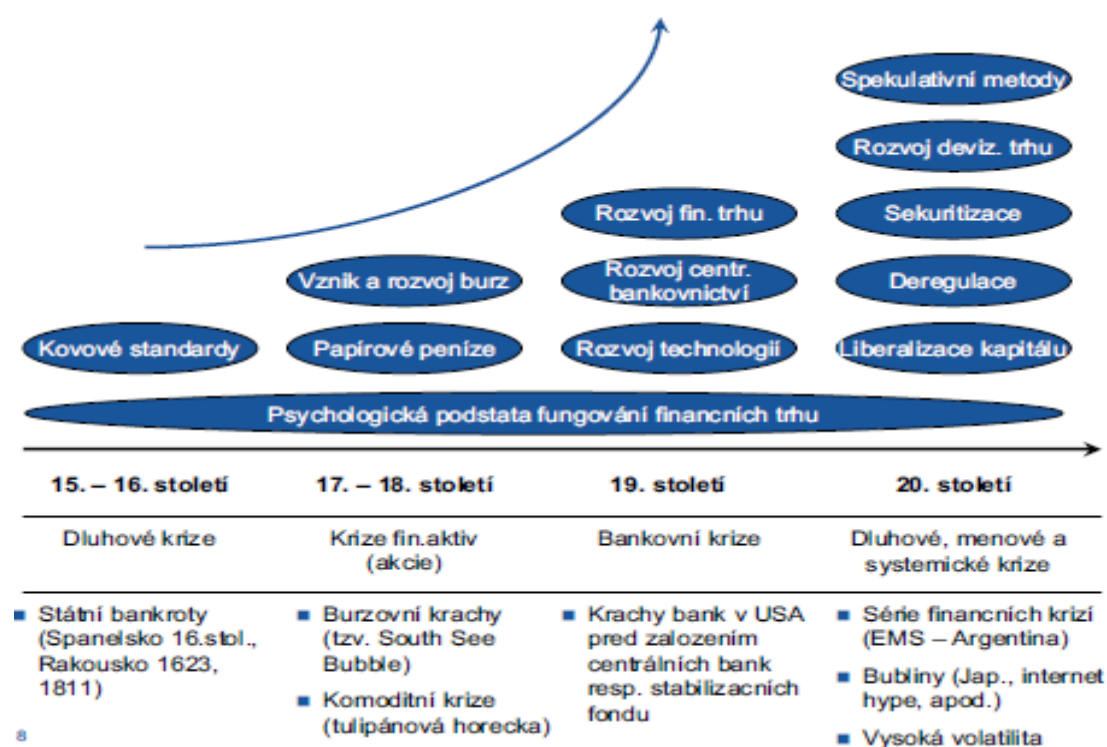 Spekulativní metody
Rozvoj deviz. trhu
Rozvoj fin. trhu
Sekuritizace
Vznik a rozvoj burz
Rozvoj centr.
bankovnictví
Deregulace
Kovové standardy
Papírové peníze
Rozvoj technologií
Liberalizace kapitálu
Psychologická podstata fungování financních trhu
15. – 16. století
17. – 18. století
19. století
20. století
Dluhové krize
Krize fin.aktiv
(akcie)
Bankovní krize
Dluhové, menové a
systemické krize
Státní bankroty
(Spanelsko 16.stol.,
Rakousko 1623,
1811)
Burzovní krachy
(tzv. South See
Bubble)
Komoditní krize
(tulipánová horecka)
Krachy bank v USA
pred zalozením
centrálních bank
resp. stabilizacních
fondu
Série financních krizí
(EMS – Argentina)
Bubliny (Jap., internet
hype, apod.)
Vysoká volatilita
8